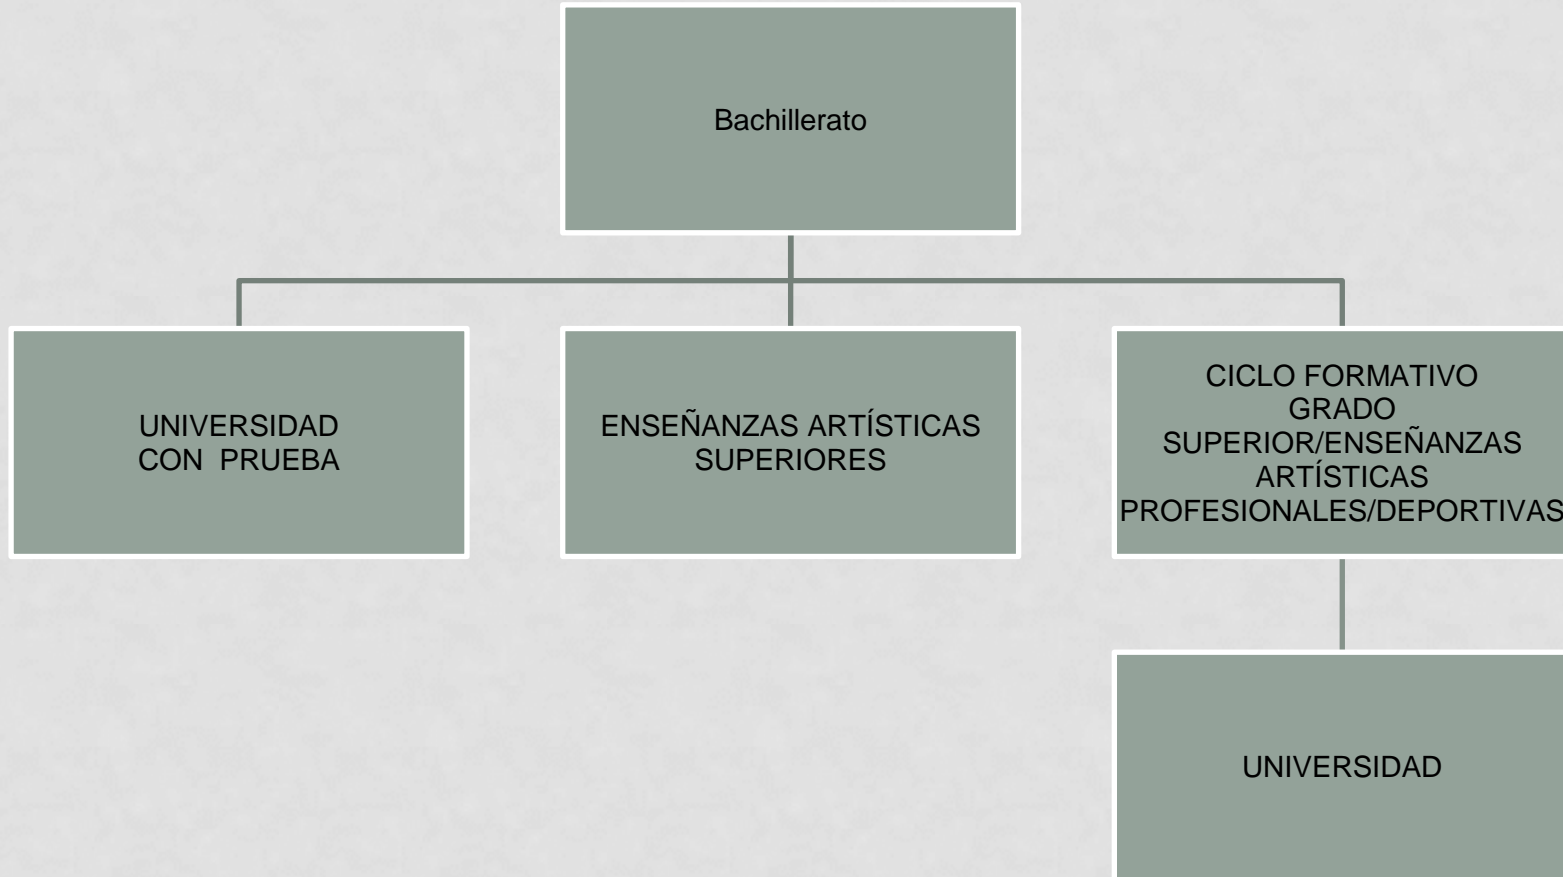 Bachillerato
UNIVERSIDAD
CON PRUEBA
ENSEÑANZAS ARTÍSTICAS
SUPERIORES
CICLO FORMATIVO
GRADO
SUPERIOR/ENSEÑANZAS
ARTÍSTICAS
PROFESIONALES/DEPORTIVAS
UNIVERSIDAD